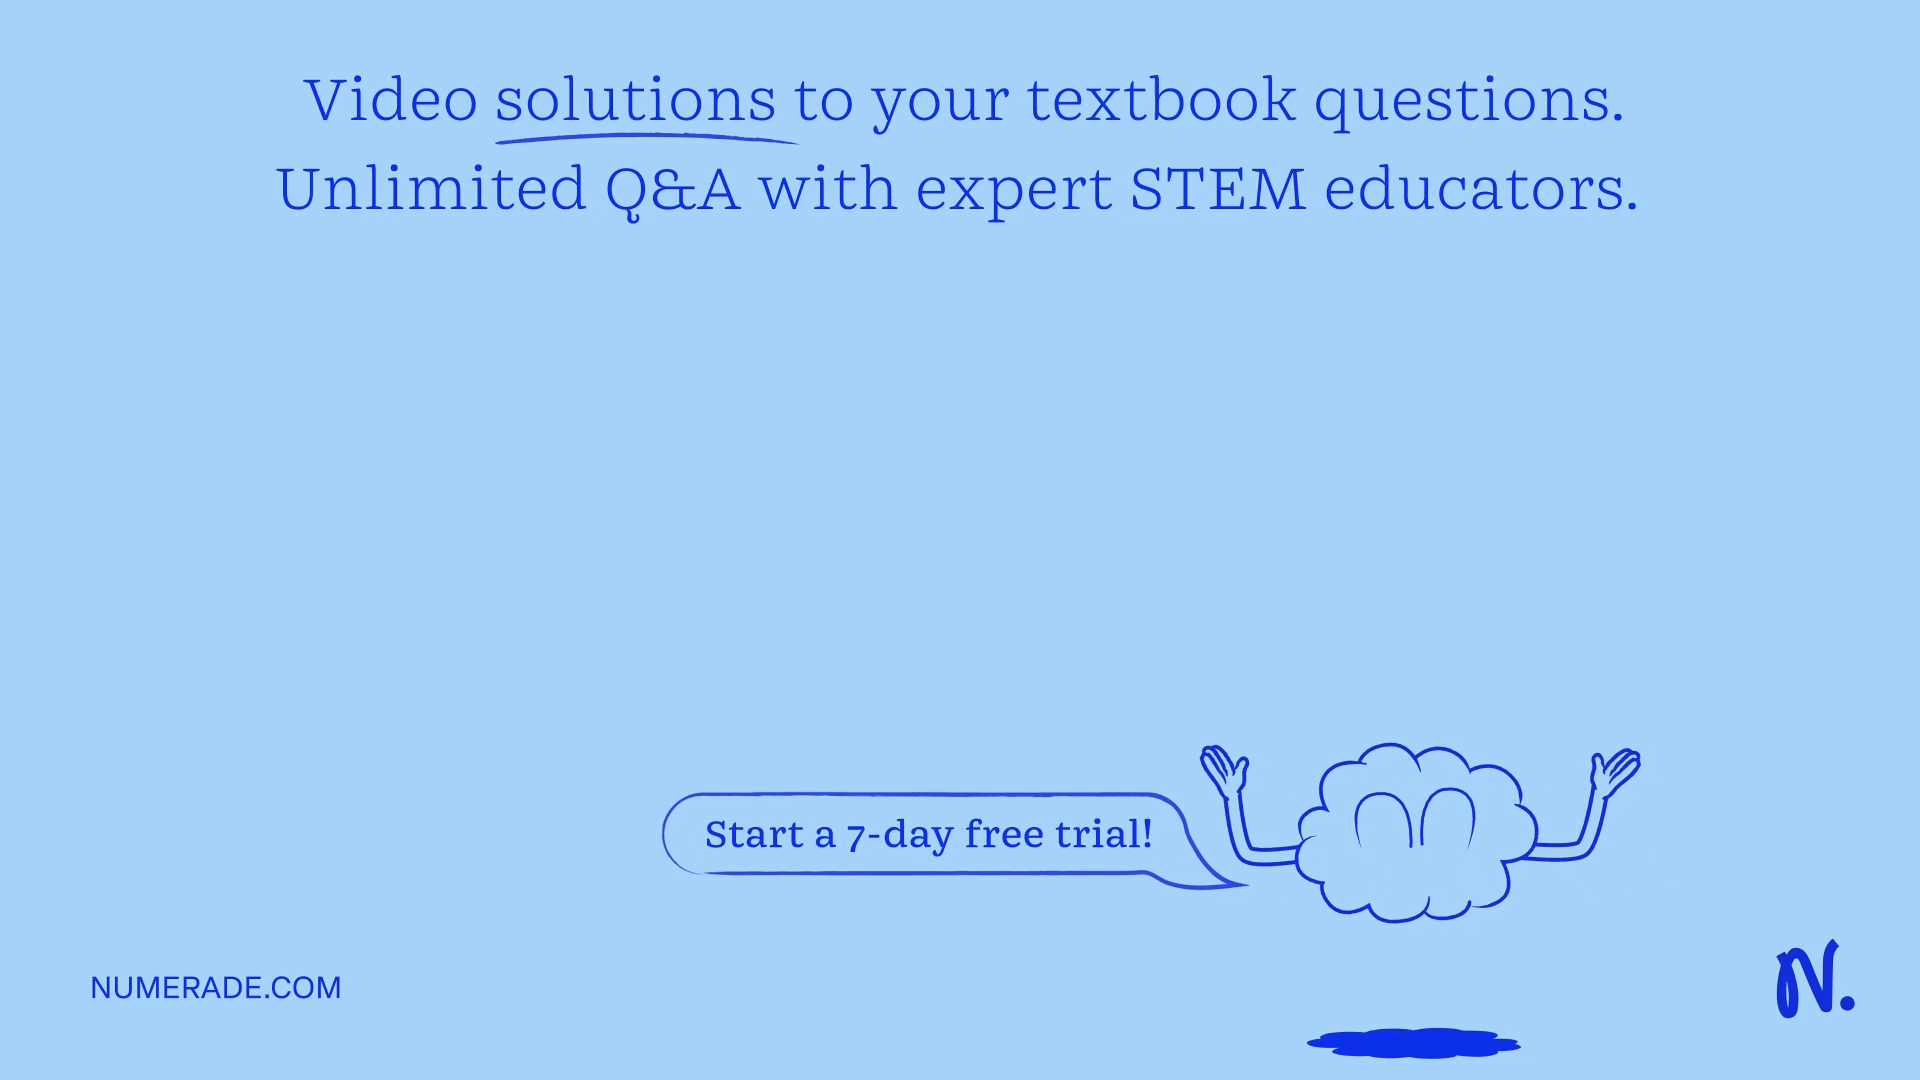 Video solutions to your textbook questions.
Unlimited Q&A with expert STEM educators.
Start a 7-day free trial!
NUMERADE.COM
N.